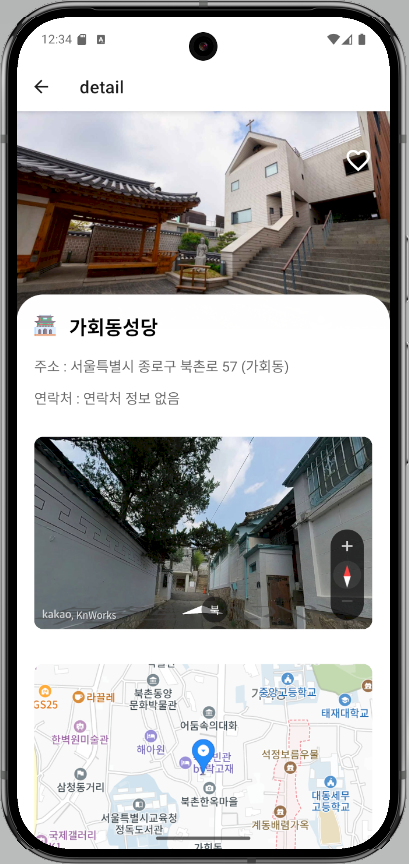 12:34
detail
가회동성당
주소 : 서울특별시 종로구 북촌로 57 (가회동)
연락처 : 연락처 정보 없음
+
북
kakao, KnWorks
북촌동양
문화박물관
중앙고등학교
GS25
라끌레
어둠속의대화
태재대학교
한벽원미술관
해아원
석정보름우물
by락고재
삼청동거리
북촌한옥마을
대동세무
고등학교
서울특별시교육청
정독도서관
계동배렴가옥
국제갤러리
가회동